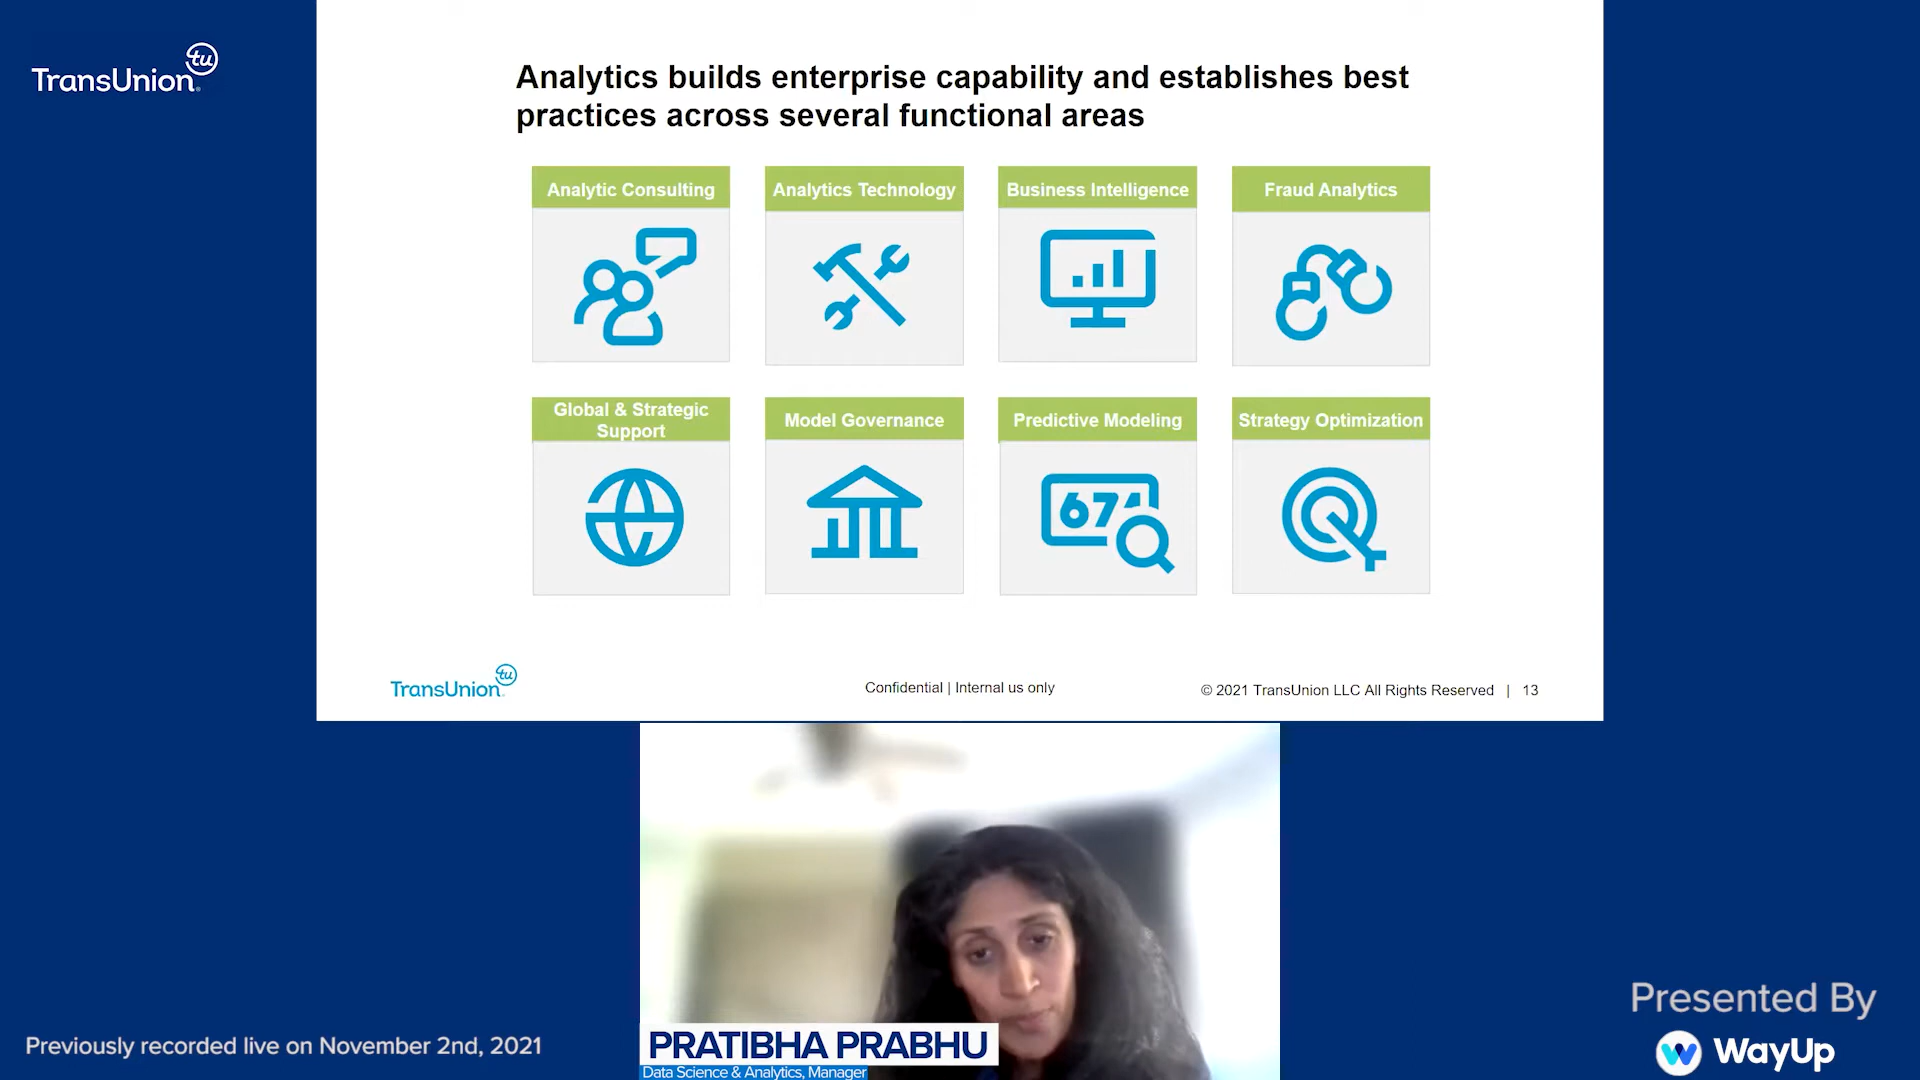 TransUnion
tu
Analytics builds enterprise capability and establishes best
practices across several functional areas
Analytic Consulting
Analytics Technology
Business Intelligence
Fraud Analytics
Global & Strategic
Support
Model Governance
Predictive Modeling
Strategy Optimization
67
TransUnion
tu
Confidential | Internal us only
© 2021 TransUnion LLC All Rights Reserved | 13
PRATIBHA PRABHU
Data Science & Analytics, Manager
Previously recorded live on November 2nd, 2021
Presented By
WayUp